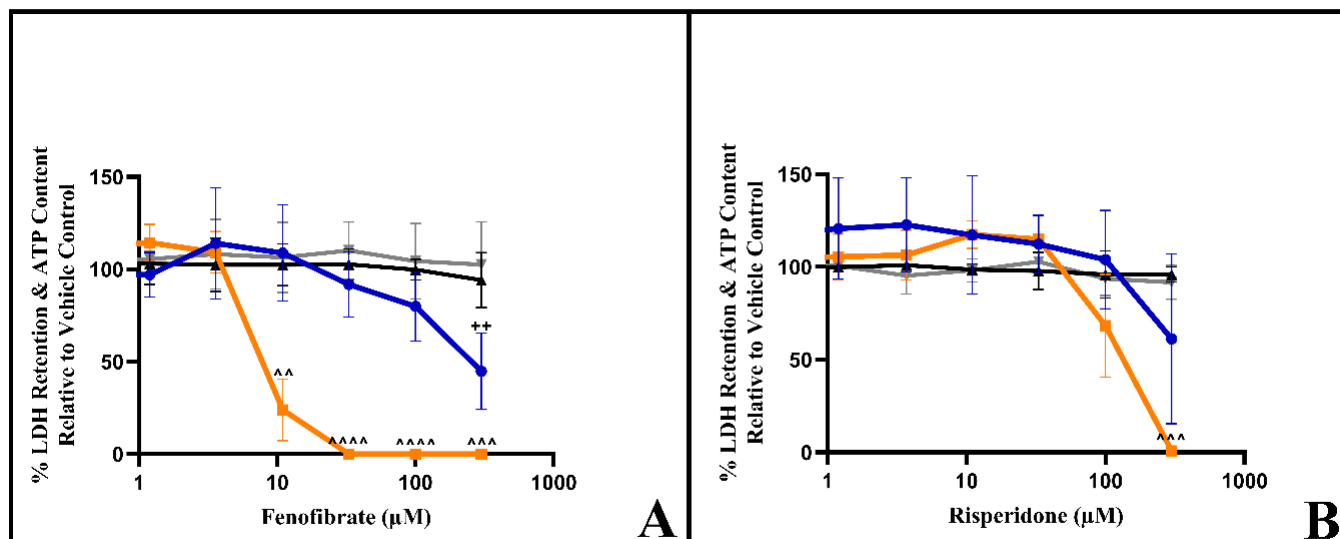 % LDH Retention & ATP Content
Relative to Vehicle Control
150
100
50
0
++
^^
^^^^
^^^^
^^^
1
10
100
1000
Fenofibrate (µM)
A
% LDH Retention & ATP Content
Relative to Vehicle Control
150
100
50
0
^^^
1
10
100
1000
Risperidone (µM)
B